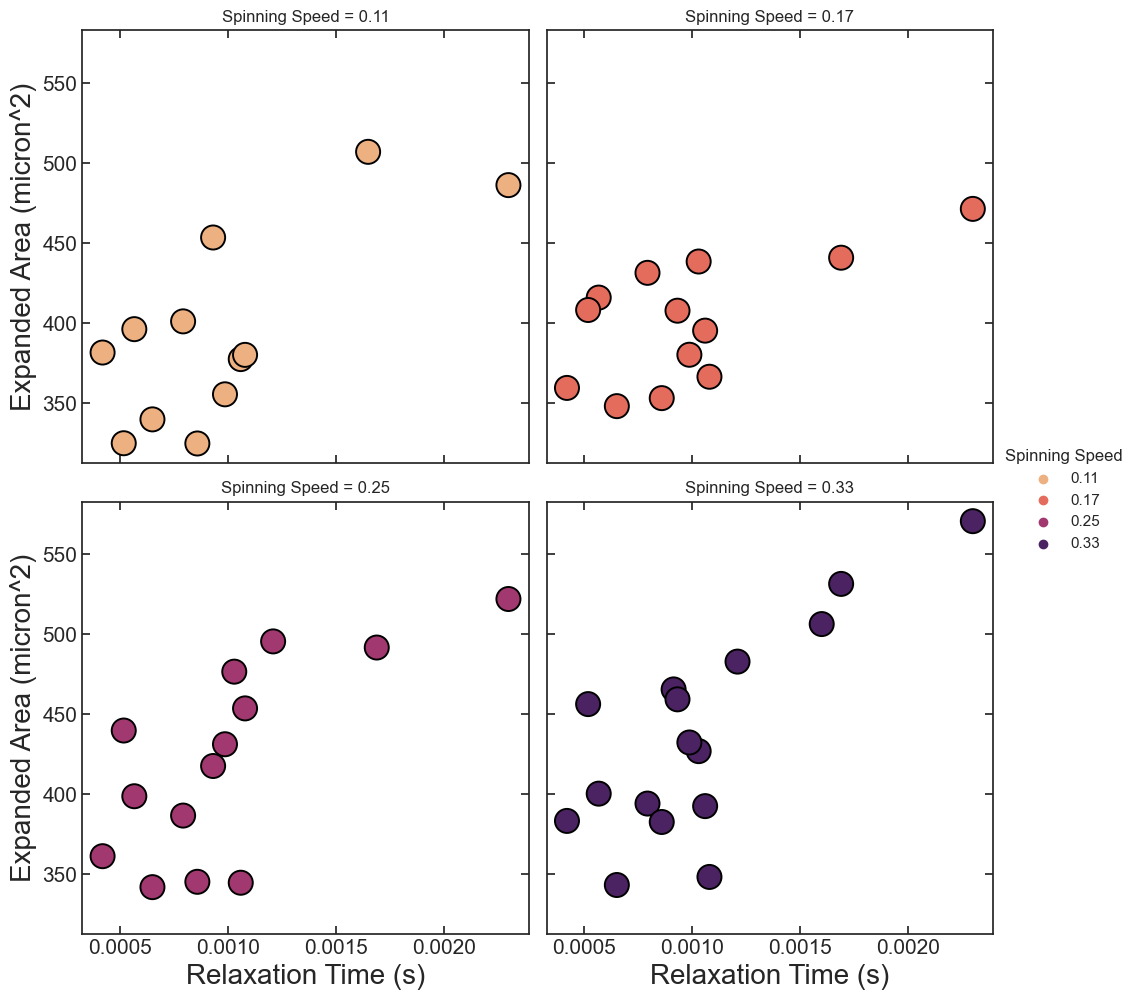 Spinning Speed = 0.11
Spinning Speed = 0.17
Expanded Area (micron^2)
550
500
450
400
350
Spinning Speed = 0.25
Spinning Speed = 0.33
Expanded Area (micron^2)
550
500
450
400
350
0.0005 0.0010 0.0015 0.0020
0.0005 0.0010 0.0015 0.0020
Relaxation Time (s)
Relaxation Time (s)
Spinning Speed
0.11
0.17
0.25
0.33